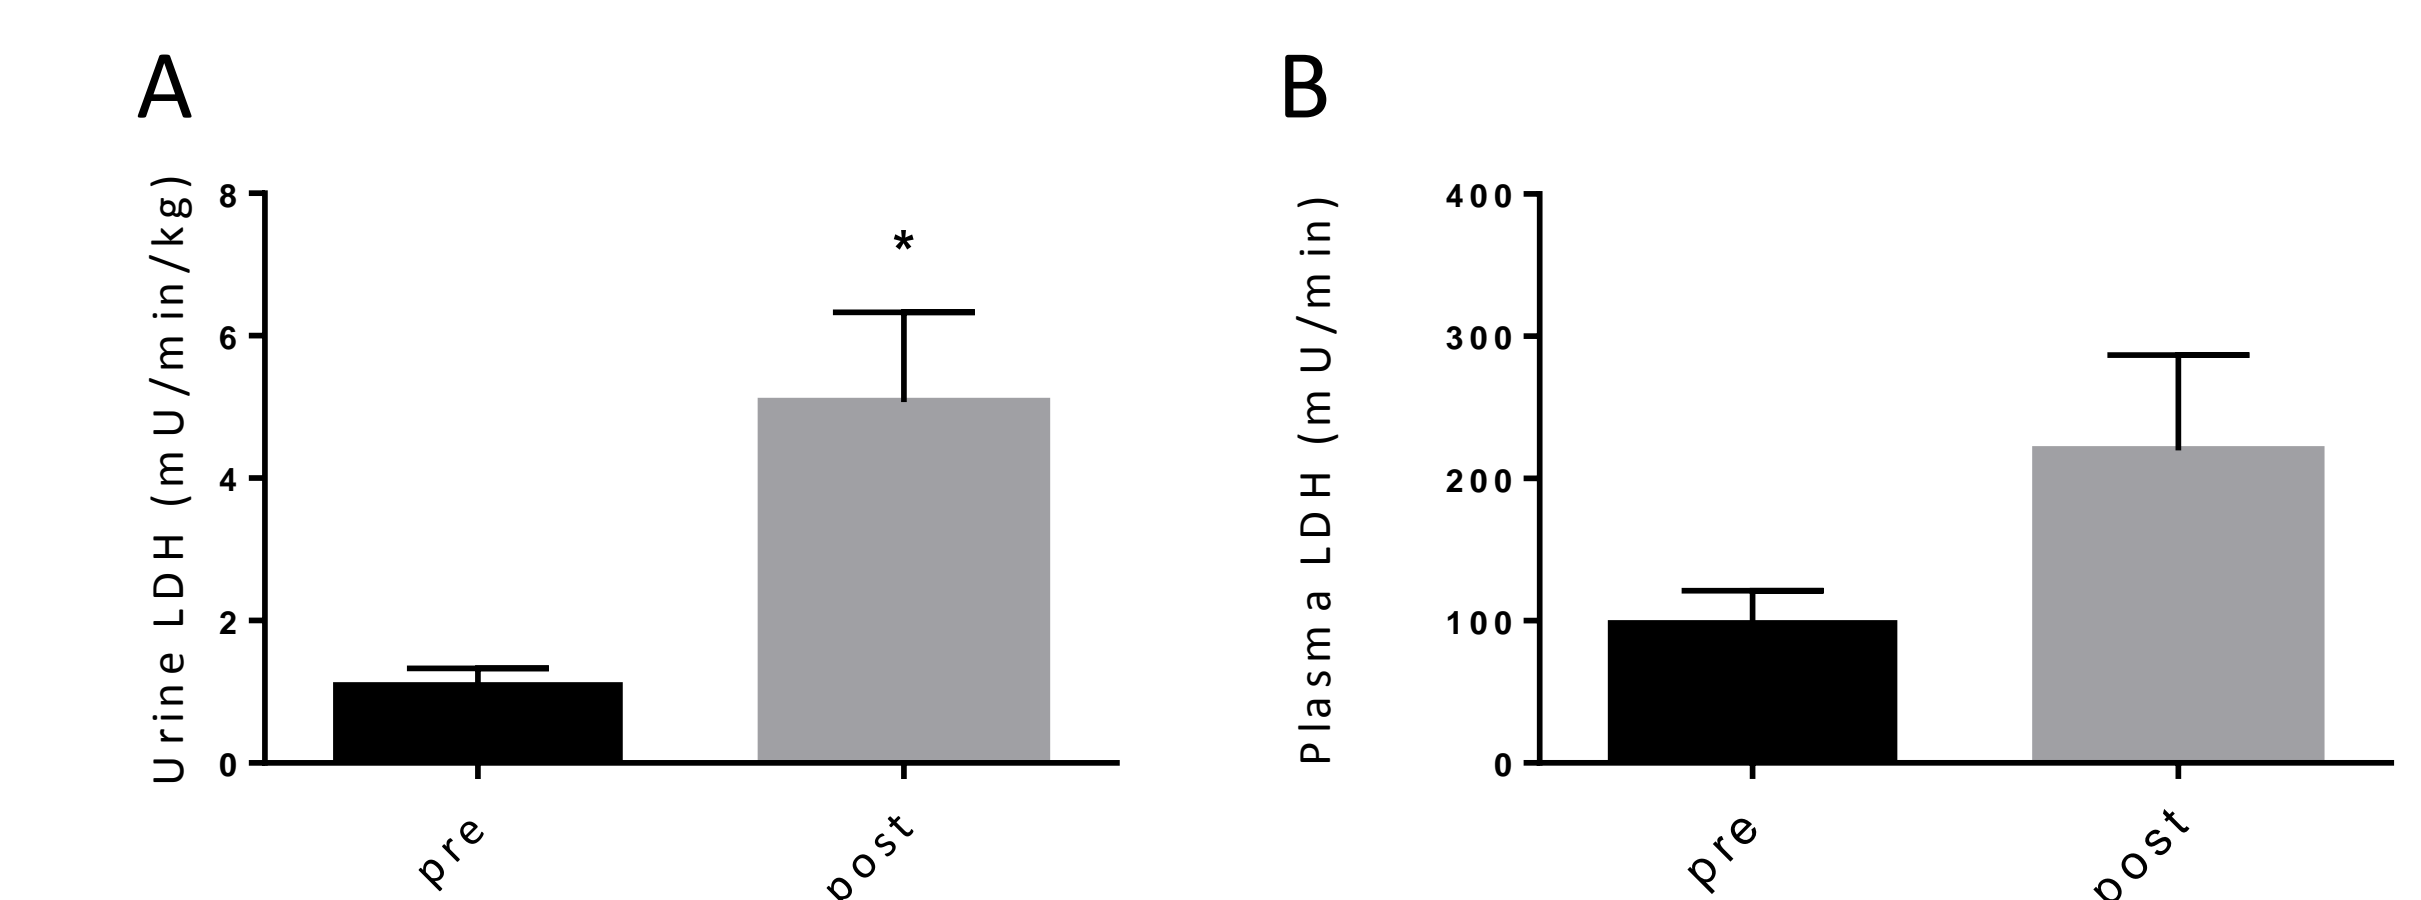 A
Urine LDH (mU/min/kg)
8
6
4
2
0
*
pre
post
B
Plasma LDH (mU/min)
400
300
200
100
0
pre
post